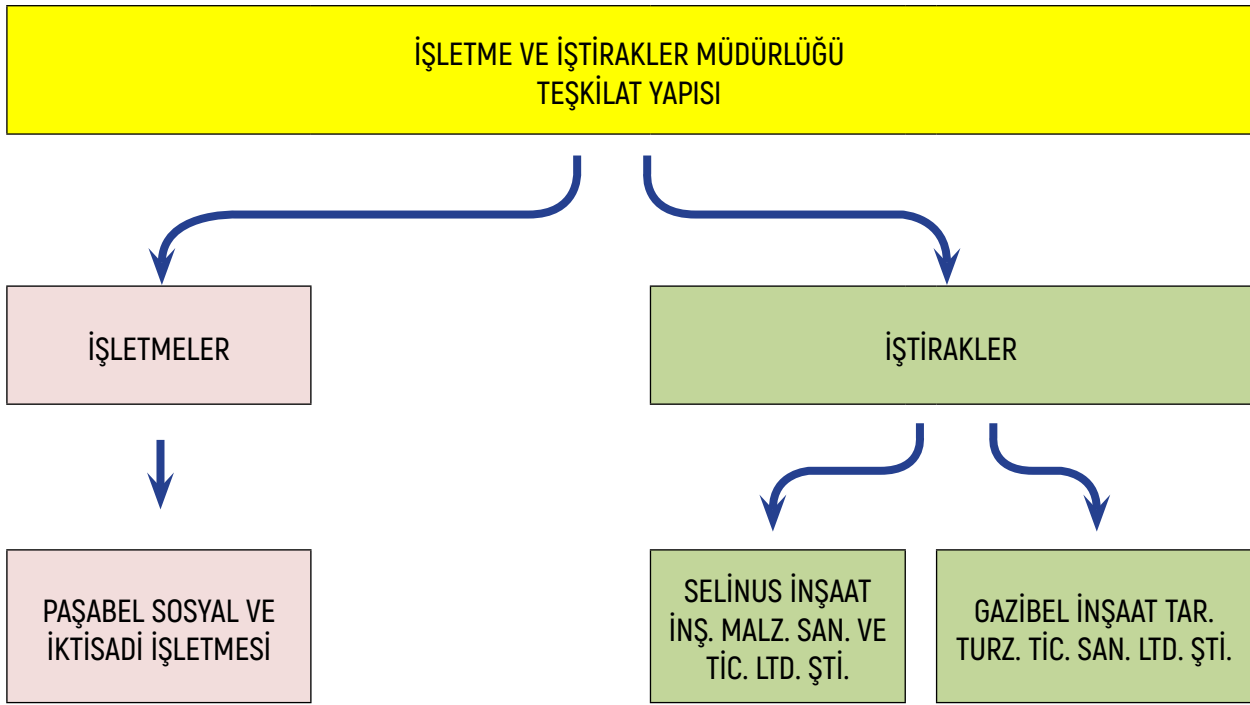 İŞLETME VE İŞTİRAKLER MÜDÜRLÜĞÜ
TEŞKİLAT YAPISI
İŞLETMELER
İŞTİRAKLER
PAŞABEL SOSYAL VE
İKTİSADİ İŞLETMESİ
SELİNUS İNŞAAT
İNŞ. MALZ. SAN. VE
TİC. LTD. ŞTİ.
GAZİBEL İNŞAAT TAR.
TURZ. TİC. SAN. LTD. ŞTİ.